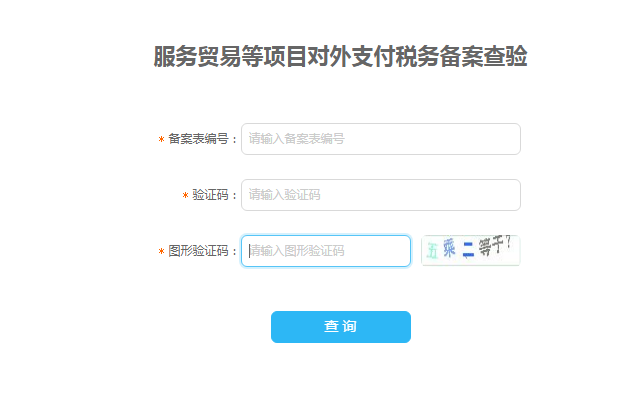 服务贸易等项目对外支付税务备案查验
* 备案表编号： 请输入备案表编号
* 验证码： 请输入验证码
* 图形验证码： 请输入图形验证码 五乘二等于？
查 询